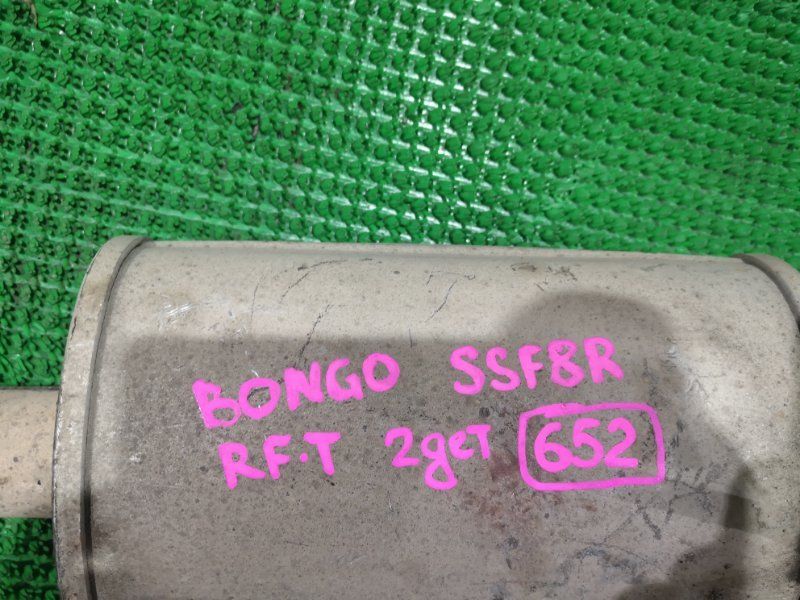 BONGO SSF8R
RF-T 2get 652